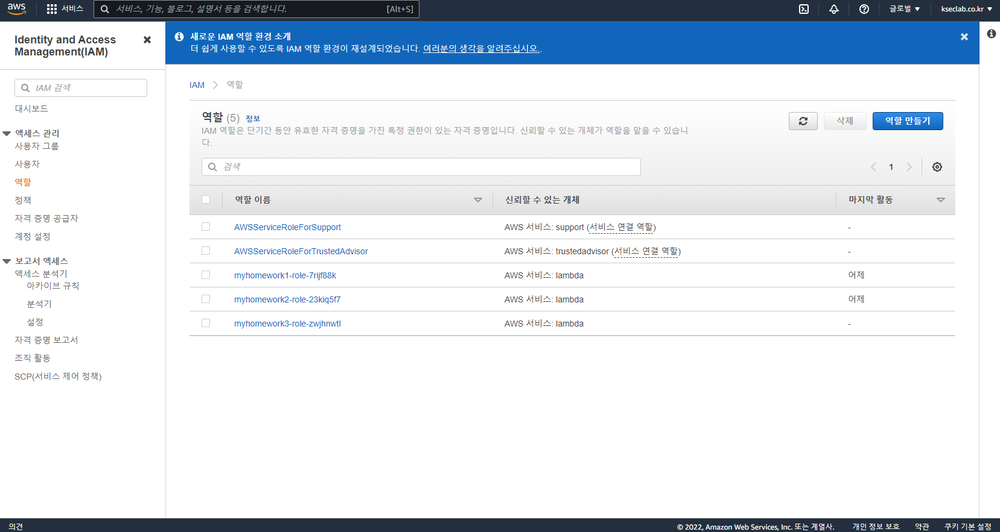 aws
서비스
서비스, 기능, 블로그, 설명서 등을 검색합니다.
[Alt+S]
글로벌
kseclab.co.kr
Identity and Access
Management(IAM)
IAM 검색
대시보드
액세스 관리
사용자 그룹
사용자
역할
정책
자격 증명 공급자
계정 설정
보고서 액세스
액세스 분석기
아카이브 규칙
분석기
설정
자격 증명 보고서
조직 활동
SCP(서비스 제어 정책)
새로운 IAM 역할 환경 소개
더 쉽게 사용할 수 있도록 IAM 역할 환경이 재설계되었습니다. 여러분의 생각을 알려주십시오..
IAM 역할
역할 (5) 정보
IAM 역할은 단기간 동안 유효한 자격 증명을 가진 특정 권한이 있는 자격 증명입니다. 신뢰할 수 있는 개체가 역할을 맡을 수 있습니
다.
삭제
역할 만들기
검색
1
역할 이름 신뢰할 수 있는 개체 마지막 활동
AWSServiceRoleForSupport AWS 서비스: support (서비스 연결 역할) -
AWSServiceRoleForTrustedAdvisor AWS 서비스: trustedadvisor (서비스 연결 역할) -
myhomework1-role-7rijf88k AWS 서비스: lambda 어제
myhomework2-role-23kiq5f7 AWS 서비스: lambda 어제
myhomework3-role-zwjhnwtl AWS 서비스: lambda -
의견
© 2022, Amazon Web Services, Inc. 또는 계열사. 개인 정보 보호 약관 쿠키 기본 설정